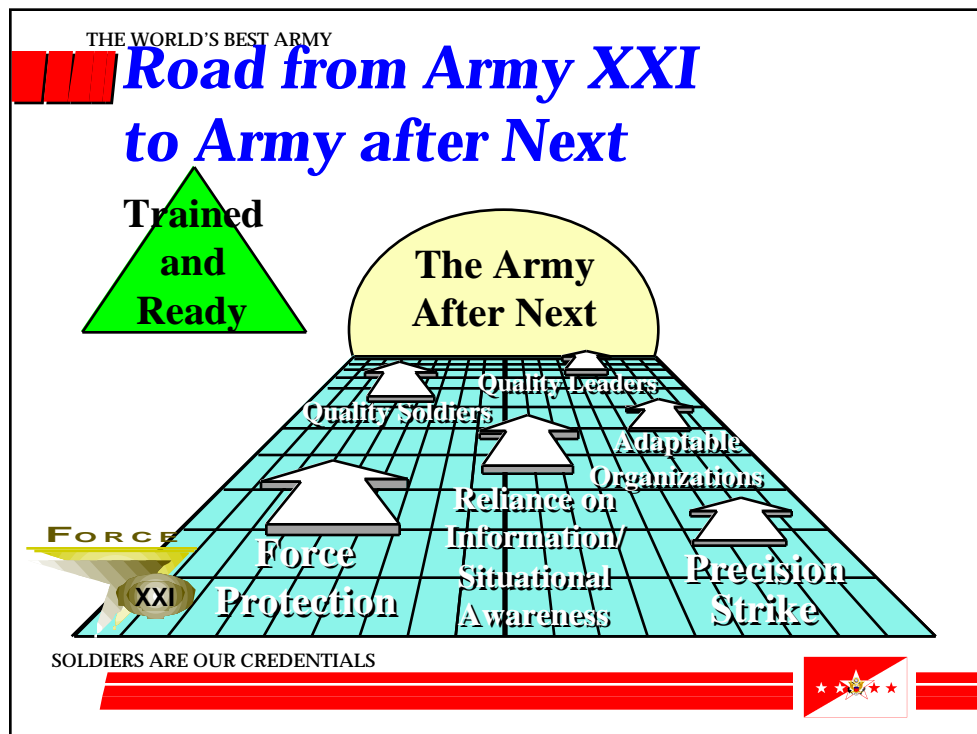 THE WORLD'S BEST ARMY
Road from Army XXI
to Army after Next
Trained
and
Ready
The Army
After Next
Quality Leaders
Quality Soldiers
Adaptable
Organizations
Reliance on
Information/
Situational
Awareness
Force
Protection
Precision
Strike
FORCE
XXI
SOLDIERS ARE OUR CREDENTIALS